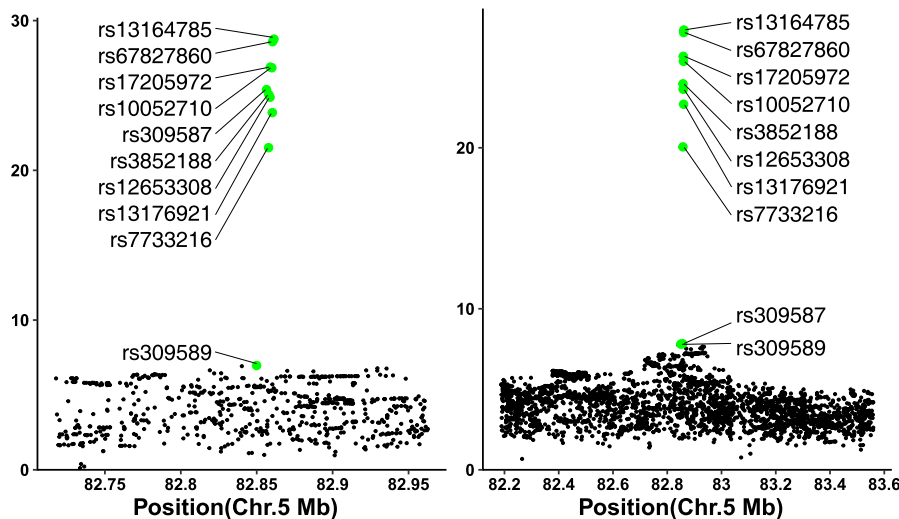 30
20
10
0
rs13164785
rs67827860
rs17205972
rs10052710
rs309587
rs3852188
rs12653308
rs13176921
rs7733216
rs309589
82.75
82.8
82.85
82.9
82.95
Position(Chr.5 Mb)
20
10
0
rs13164785
rs67827860
rs17205972
rs10052710
rs3852188
rs12653308
rs13176921
rs7733216
rs309587
rs309589
82.2
82.4
82.6
82.8
83
83.2
83.4
83.6
Position(Chr.5 Mb)